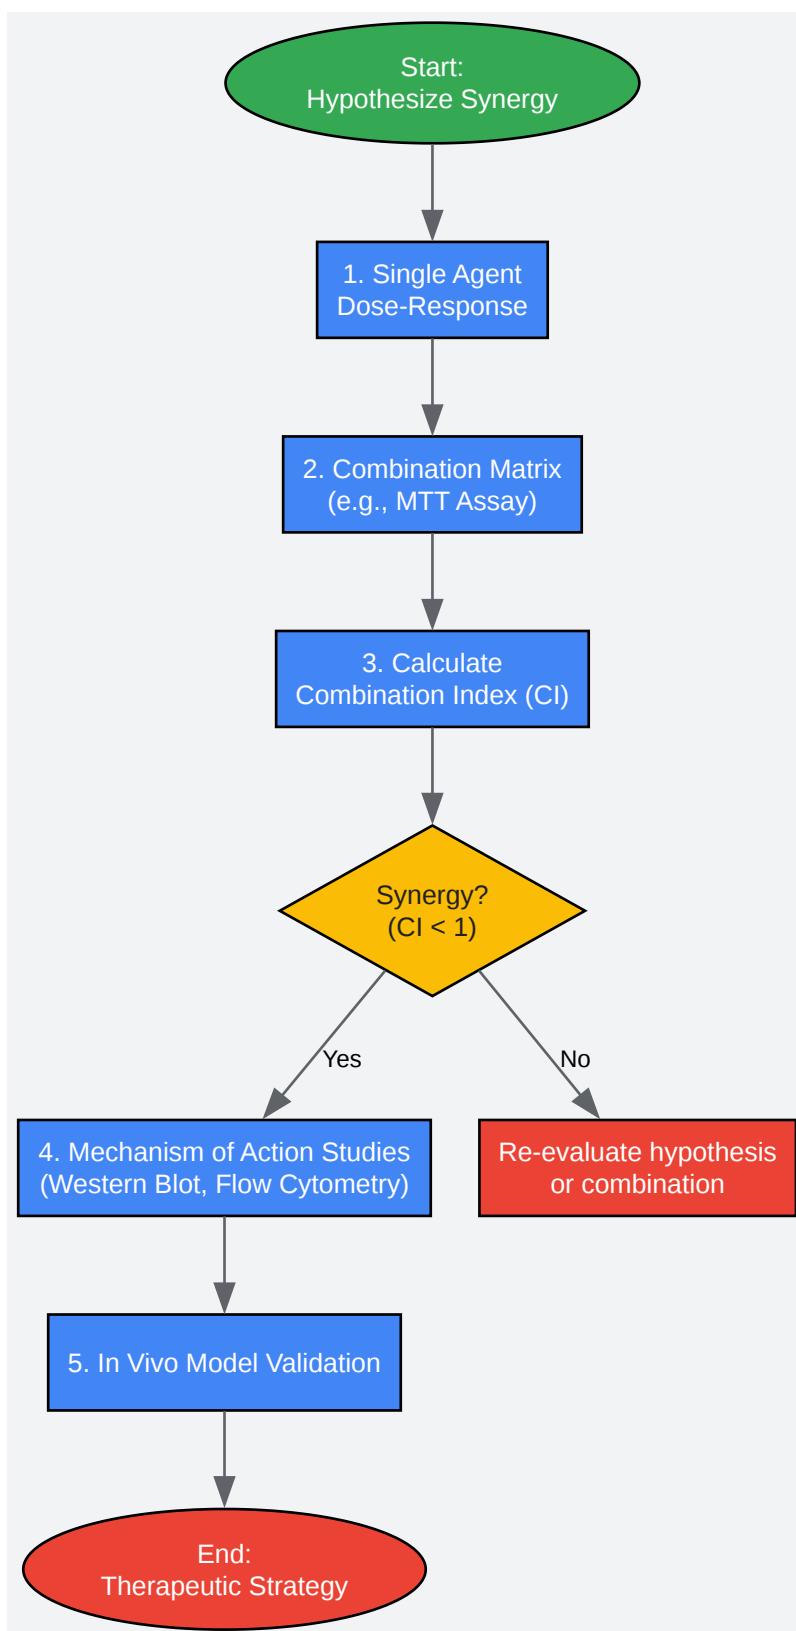 Start:
Hypothesize Synergy
1. Single Agent
Dose-Response
2. Combination Matrix
(e.g., MTT Assay)
3. Calculate
Combination Index (CI)
Synergy?
(CI < 1)
Yes
No
4. Mechanism of Action Studies
(Western Blot, Flow Cytometry)
Re-evaluate hypothesis
or combination
5. In Vivo Model Validation
End:
Therapeutic Strategy